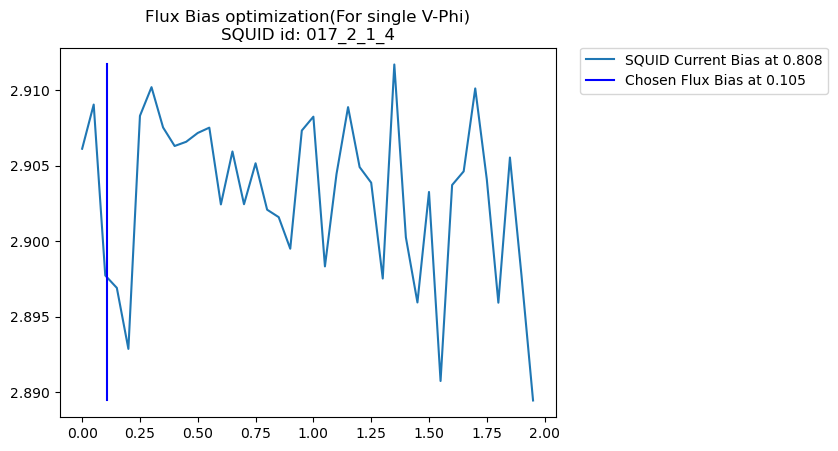 Flux Bias optimization(For single V-Phi)
SQUID id: 017_2_1_4
SQUID Current Bias at 0.808
Chosen Flux Bias at 0.105
2.910
2.905
2.900
2.895
2.890
0.00 0.25 0.50 0.75 1.00 1.25 1.50 1.75 2.00